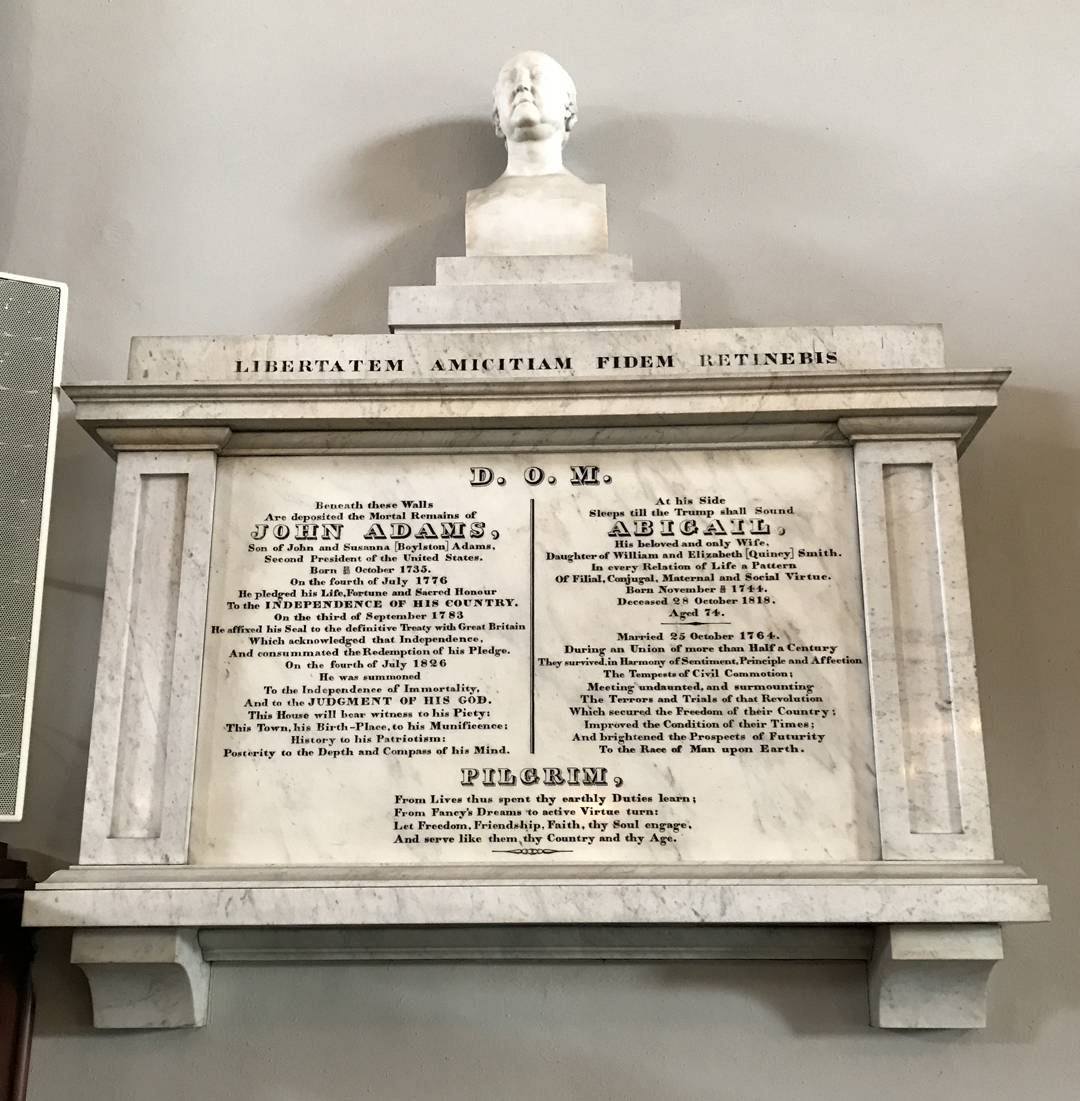 LIBERTATEM AMICITIAM FIDEM RETINEBIS
D. O. M.
Beneath these Walls
Are deposited the Mortal Remains of
JOHN ADAMS,
Son of John and Susanna [Boylston] Adams,
Second President of the United States.
Born October 1735.
On the fourth of July 1776
He pledged his Life, Fortune and Sacred Honour
To the INDEPENDENCE OF HIS COUNTRY.
On the third of September 1783
He affixed his Seal to the definitive Treaty with Great Britain
Which acknowledged that Independence,
And consummated the Redemption of his Pledge.
On the fourth of July 1826
He was summoned
To the Independence of Immortality,
And to the JUDGMENT OF HIS GOD.
This House will bear witness to his Piety:
This Town, his Birth-Place, to his Munificence:
History to his Patriotism:
Posterity to the Depth and Compass of his Mind.
At his Side
Sleeps till the Trump shall Sound
ABIGAIL,
His beloved and only Wife,
Daughter of William and Elizabeth [Quincy] Smith.
In every Relation of Life a Pattern
Of Filial, Conjugal, Maternal and Social Virtue.
Born November 1744.
Deceased 28 October 1818.
Aged 74.
Married 25 October 1764.
During an Union of more than Half a Century
They survived, in Harmony of Sentiment, Principle and Affection
The Tempests of Civil Commotion;
Meeting undaunted, and surmounting
The Terrors and Trials of that Revolution
Which secured the Freedom of their Country;
Improved the Condition of their Times;
And brightened the Prospects of Futurity
To the Race of Man upon Earth.
PILGRIM,
From Lives thus spent thy earthly Duties learn;
From Fancy's Dreams to active Virtue turn:
Let Freedom, Friendship, Faith, thy Soul engage,
And serve like them, thy Country and thy Age.